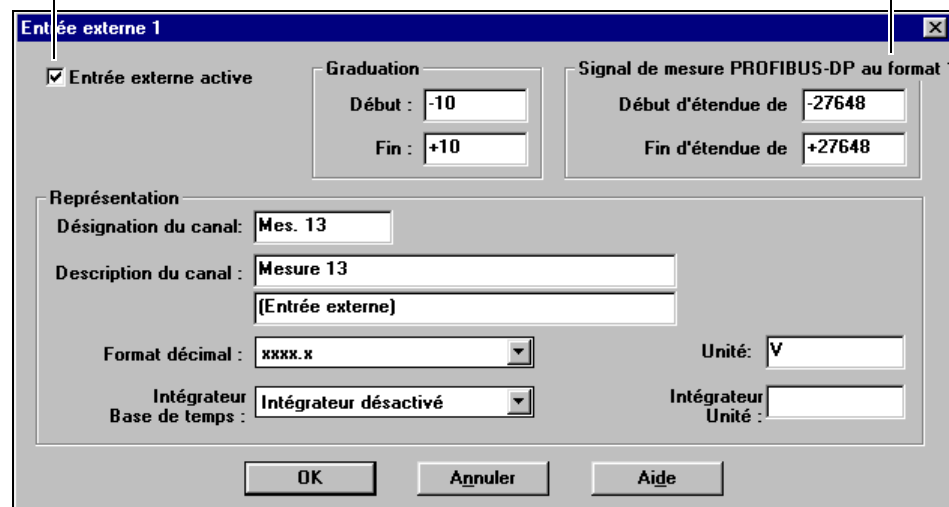 Entrée externe 1
Entrée externe active
Graduation
Début : -10
Fin : +10
Signal de mesure PROFIBUS-DP au format
Début d'étendue de -27648
Fin d'étendue de +27648
Représentation
Désignation du canal: Mes. 13
Description du canal : Mesure 13
(Entrée externe)
Format décimal : xxxx.x
Unité: V
Intégrateur
Base de temps : Intégrateur désactivé
Intégrateur
Unité :
OK Annuler Aide